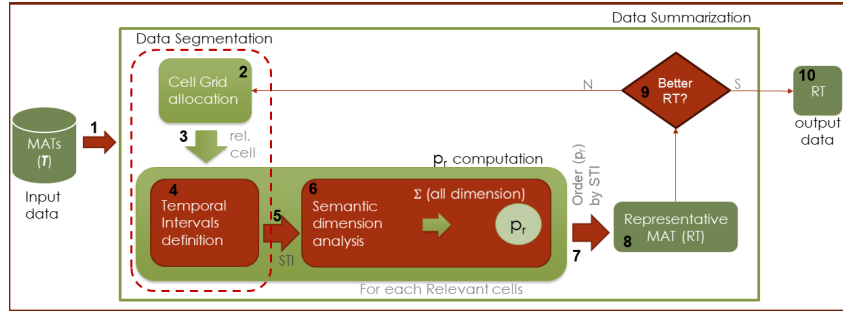 Data Summarization
Data Segmentation
2
Cell Grid
allocation
N
9
Better
RT?
S
10
RT
output
data
1
MATs
(T)
Input
data
3
rel.
cell
pr computation
4
Temporal
Intervals
definition
5
STI
6
Semantic
dimension
analysis
Σ (all dimension)
pr
Order (pr)
by STI
7
Representative
MAT (RT)
8
For each Relevant cells